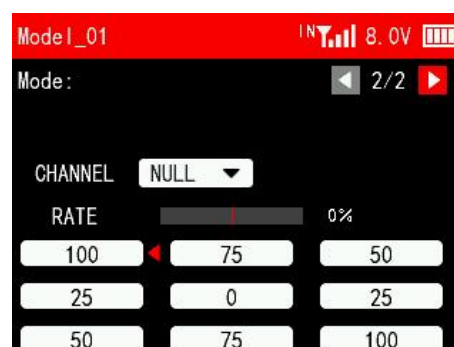 Model_01 IN 8.0V
Mode: 2/2
CHANNEL NULL
RATE 0%
100 75 50
25 0 25
50 75 100